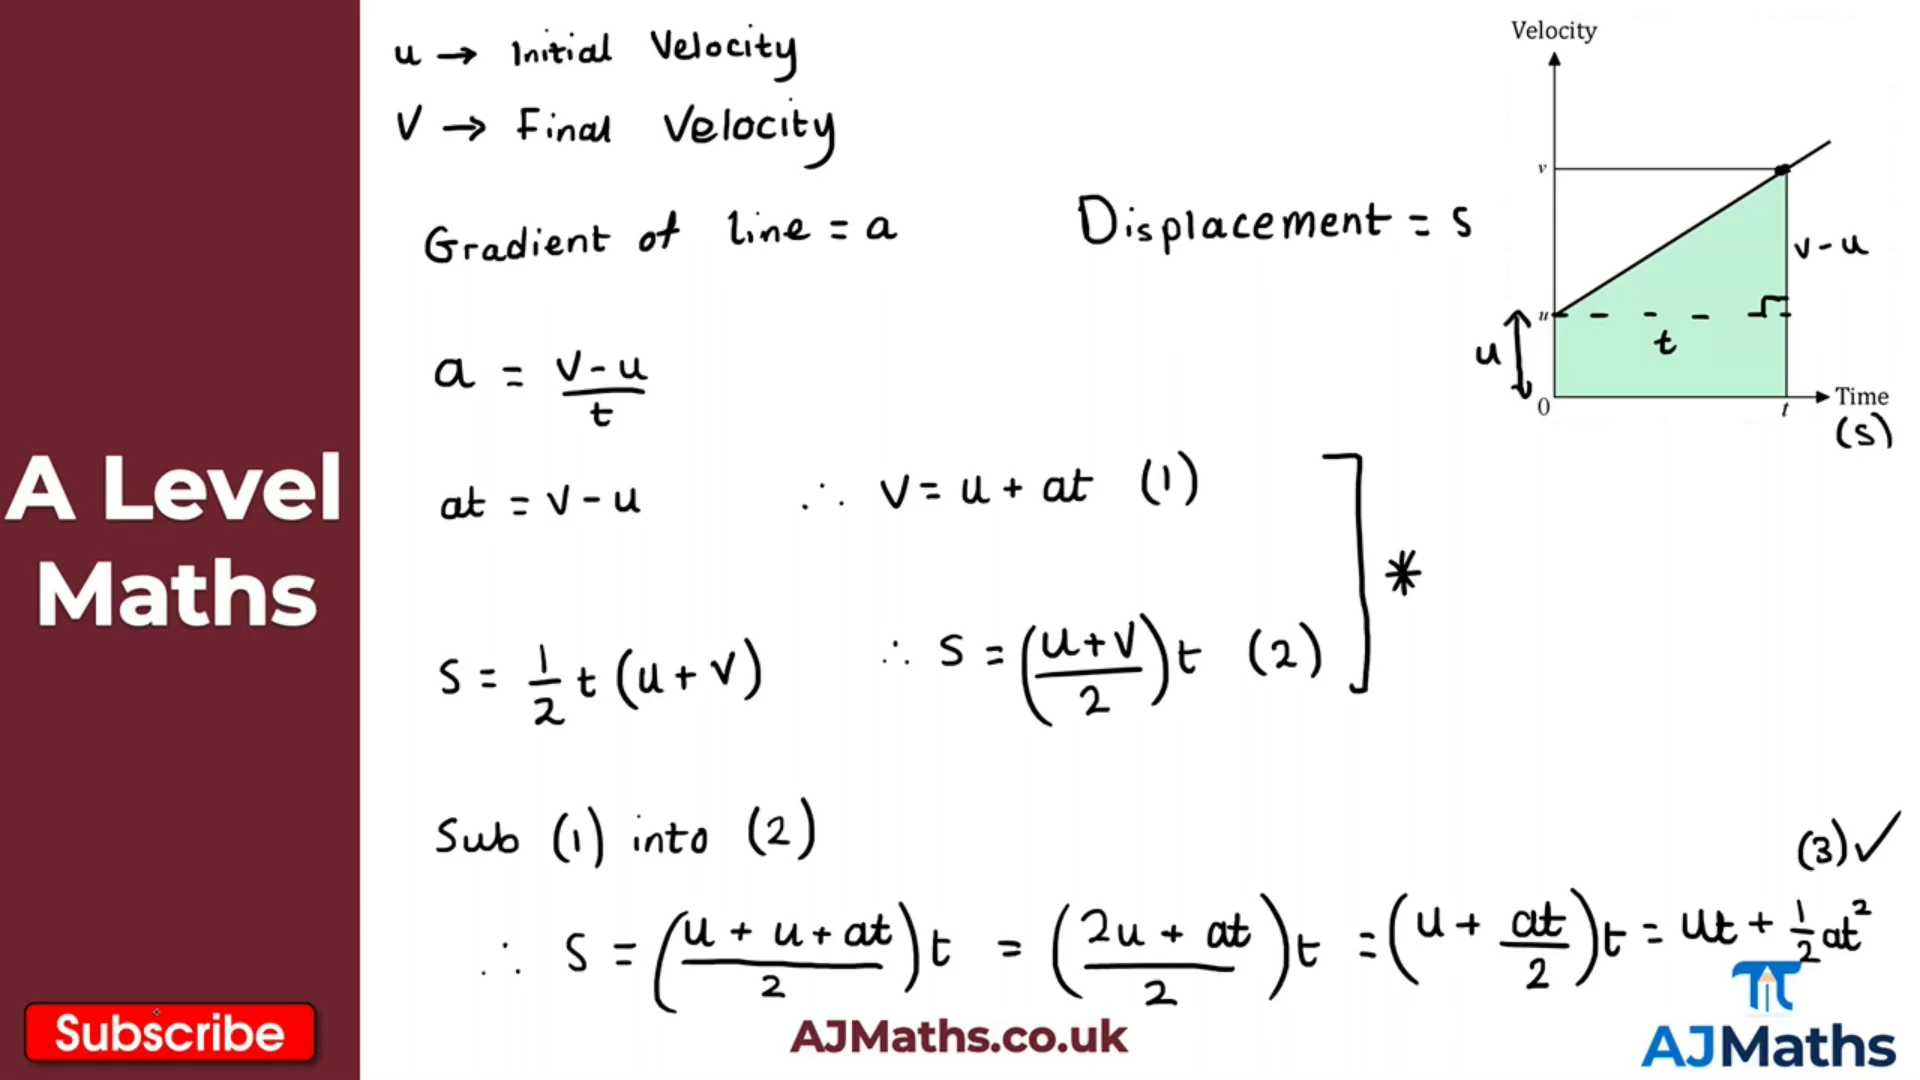 u → Initial Velocity
V → Final Velocity
Gradient of line = a
Displacement = s
a = v - u / t
at = v - u ∴ v = u + at (1)
*
s = 1/2 t (u + v) ∴ s = (u + v / 2) t (2)
Sub (1) into (2)
(3) ✓
∴ s = (u + u + at / 2) t = (2u + at / 2) t = (u + at / 2) t = ut + 1/2 at²
Velocity
v
v - u
u
u
t
0
t
Time
(s)
A Level
Maths
Subscribe
AJMaths.co.uk
AJMaths